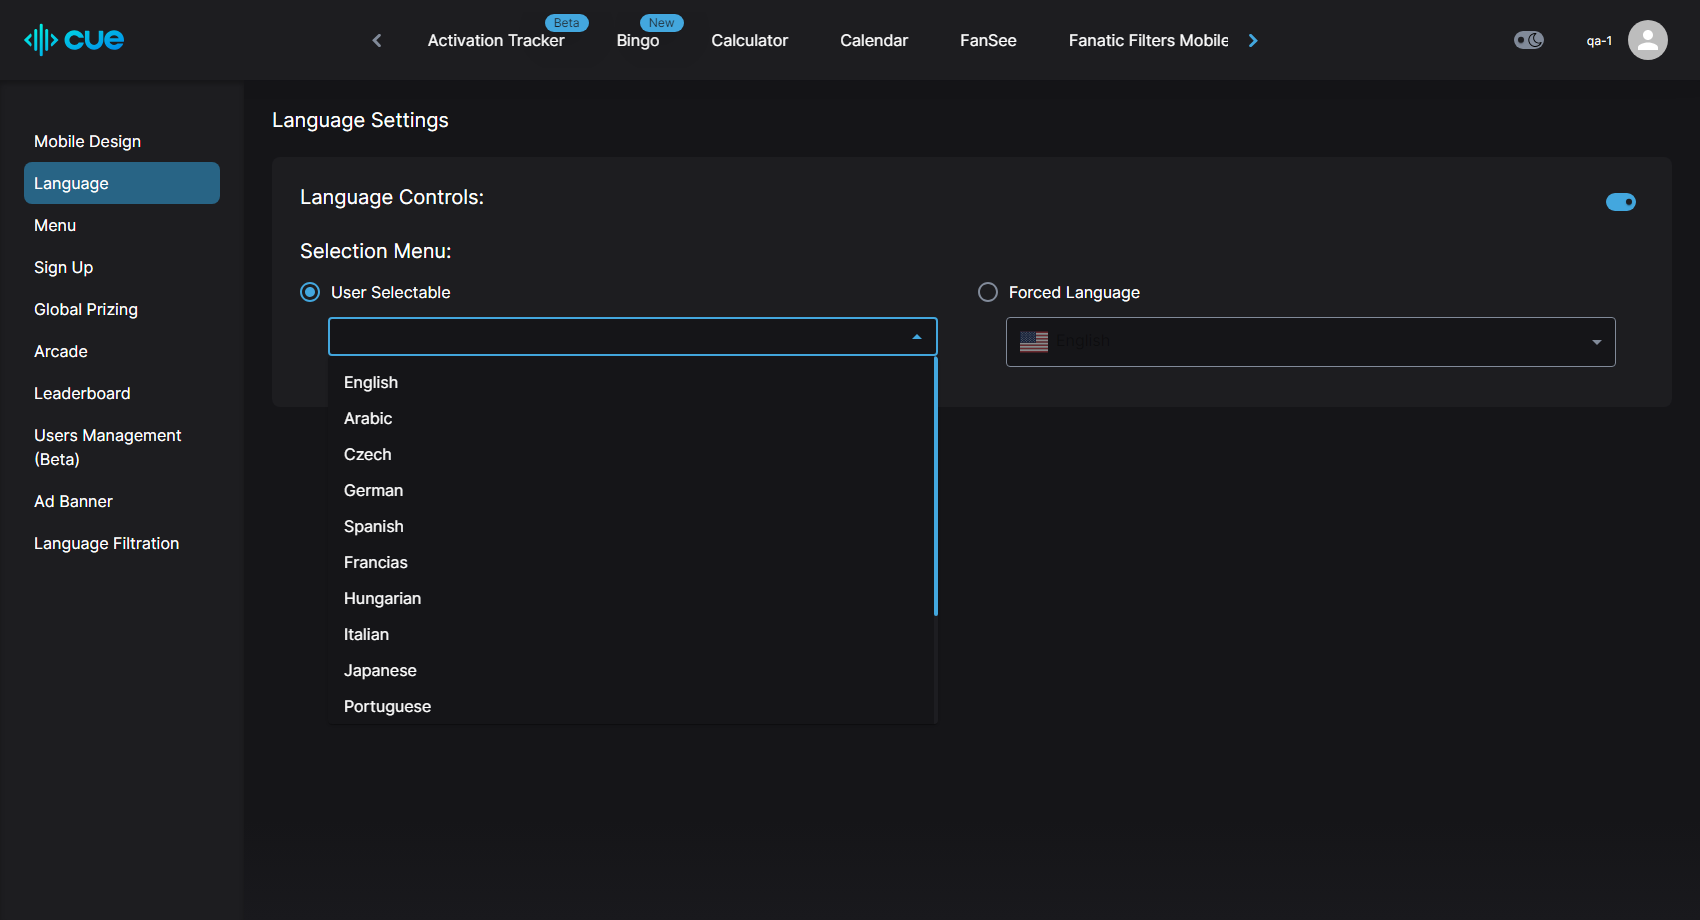 cue
Activation Tracker
Beta
Bingo
New
Calculator
Calendar
FanSee
Fanatic Filters Mobile
qa-1
Mobile Design
Language
Menu
Sign Up
Global Prizing
Arcade
Leaderboard
Users Management
(Beta)
Ad Banner
Language Filtration
Language Settings
Language Controls:
Selection Menu:
User Selectable
English
Arabic
Czech
German
Spanish
Francias
Hungarian
Italian
Japanese
Portuguese
Forced Language
English